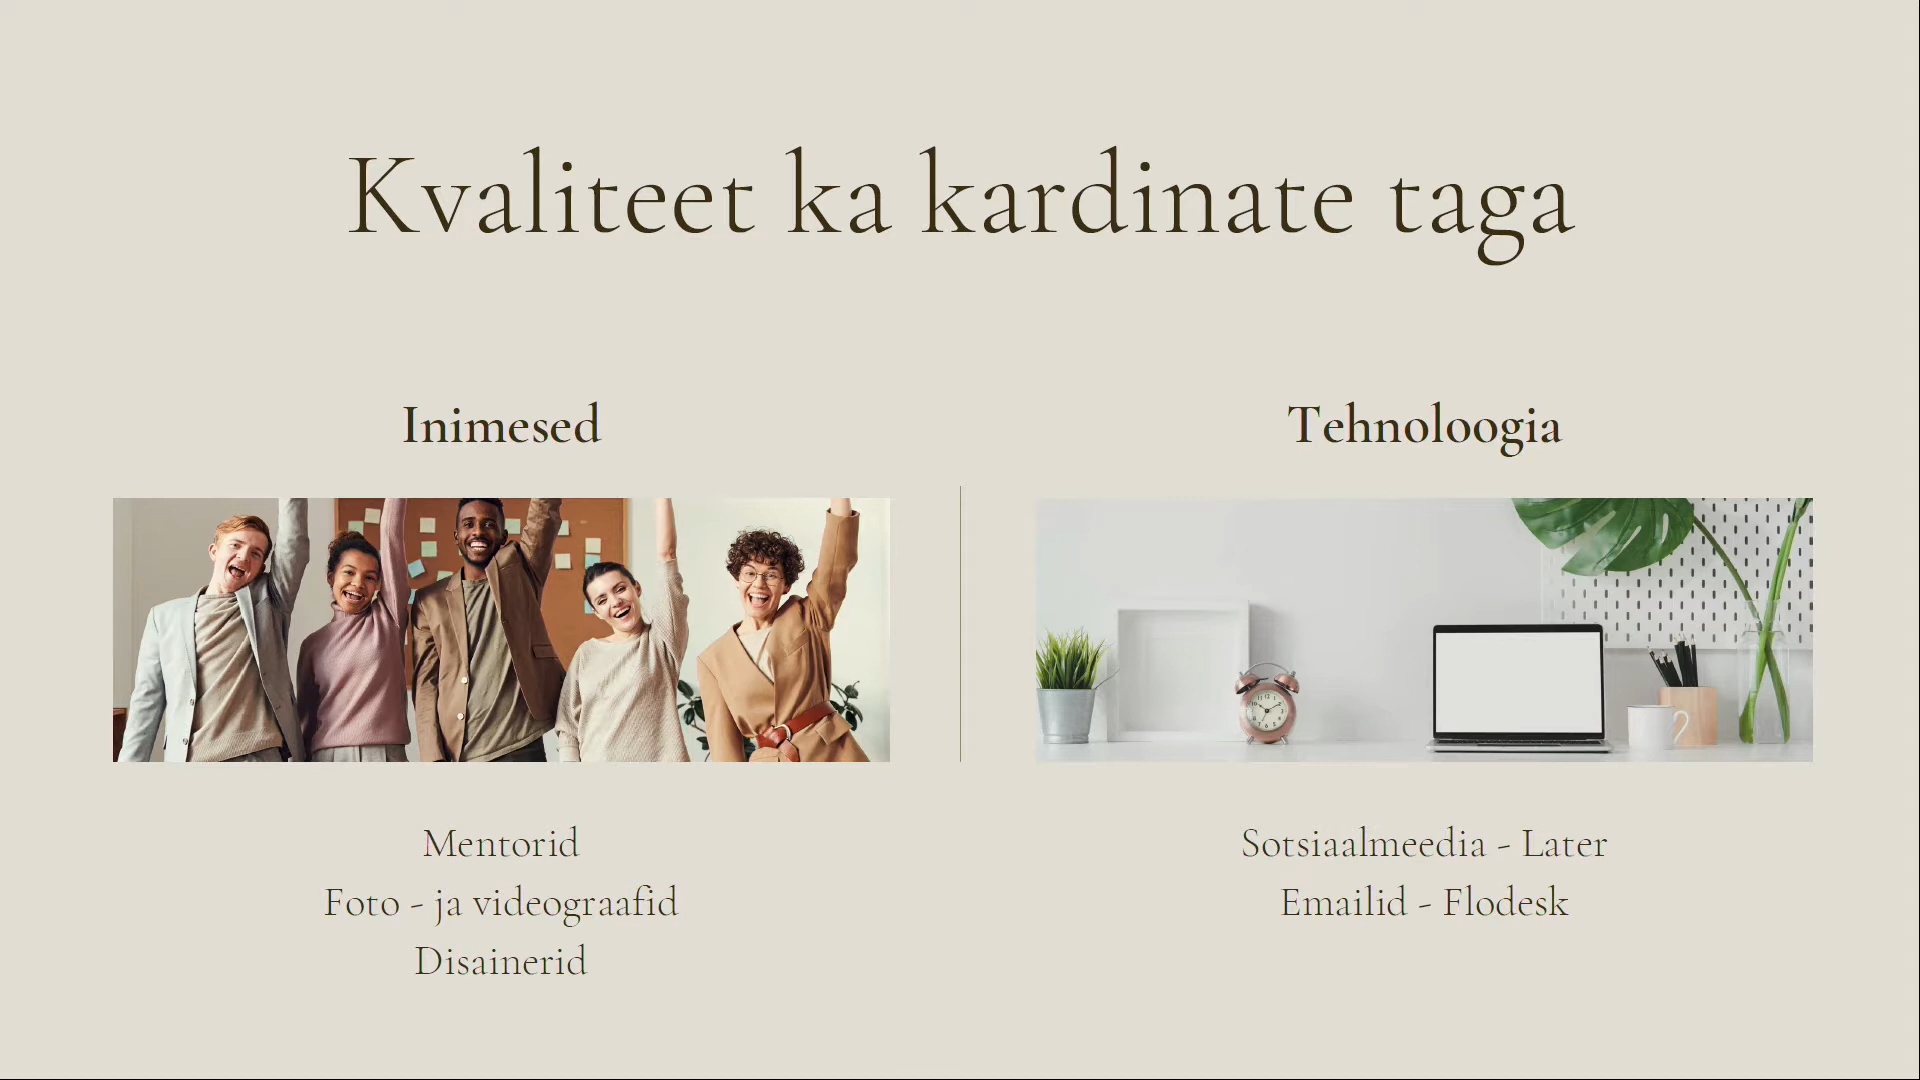 Kvaliteet ka kardinate taga
Inimesed
Mentorid
Foto - ja videograafid
Disainerid
Tehnoloogia
Sotsiaalmeedia - Later
Emailid - Flodesk